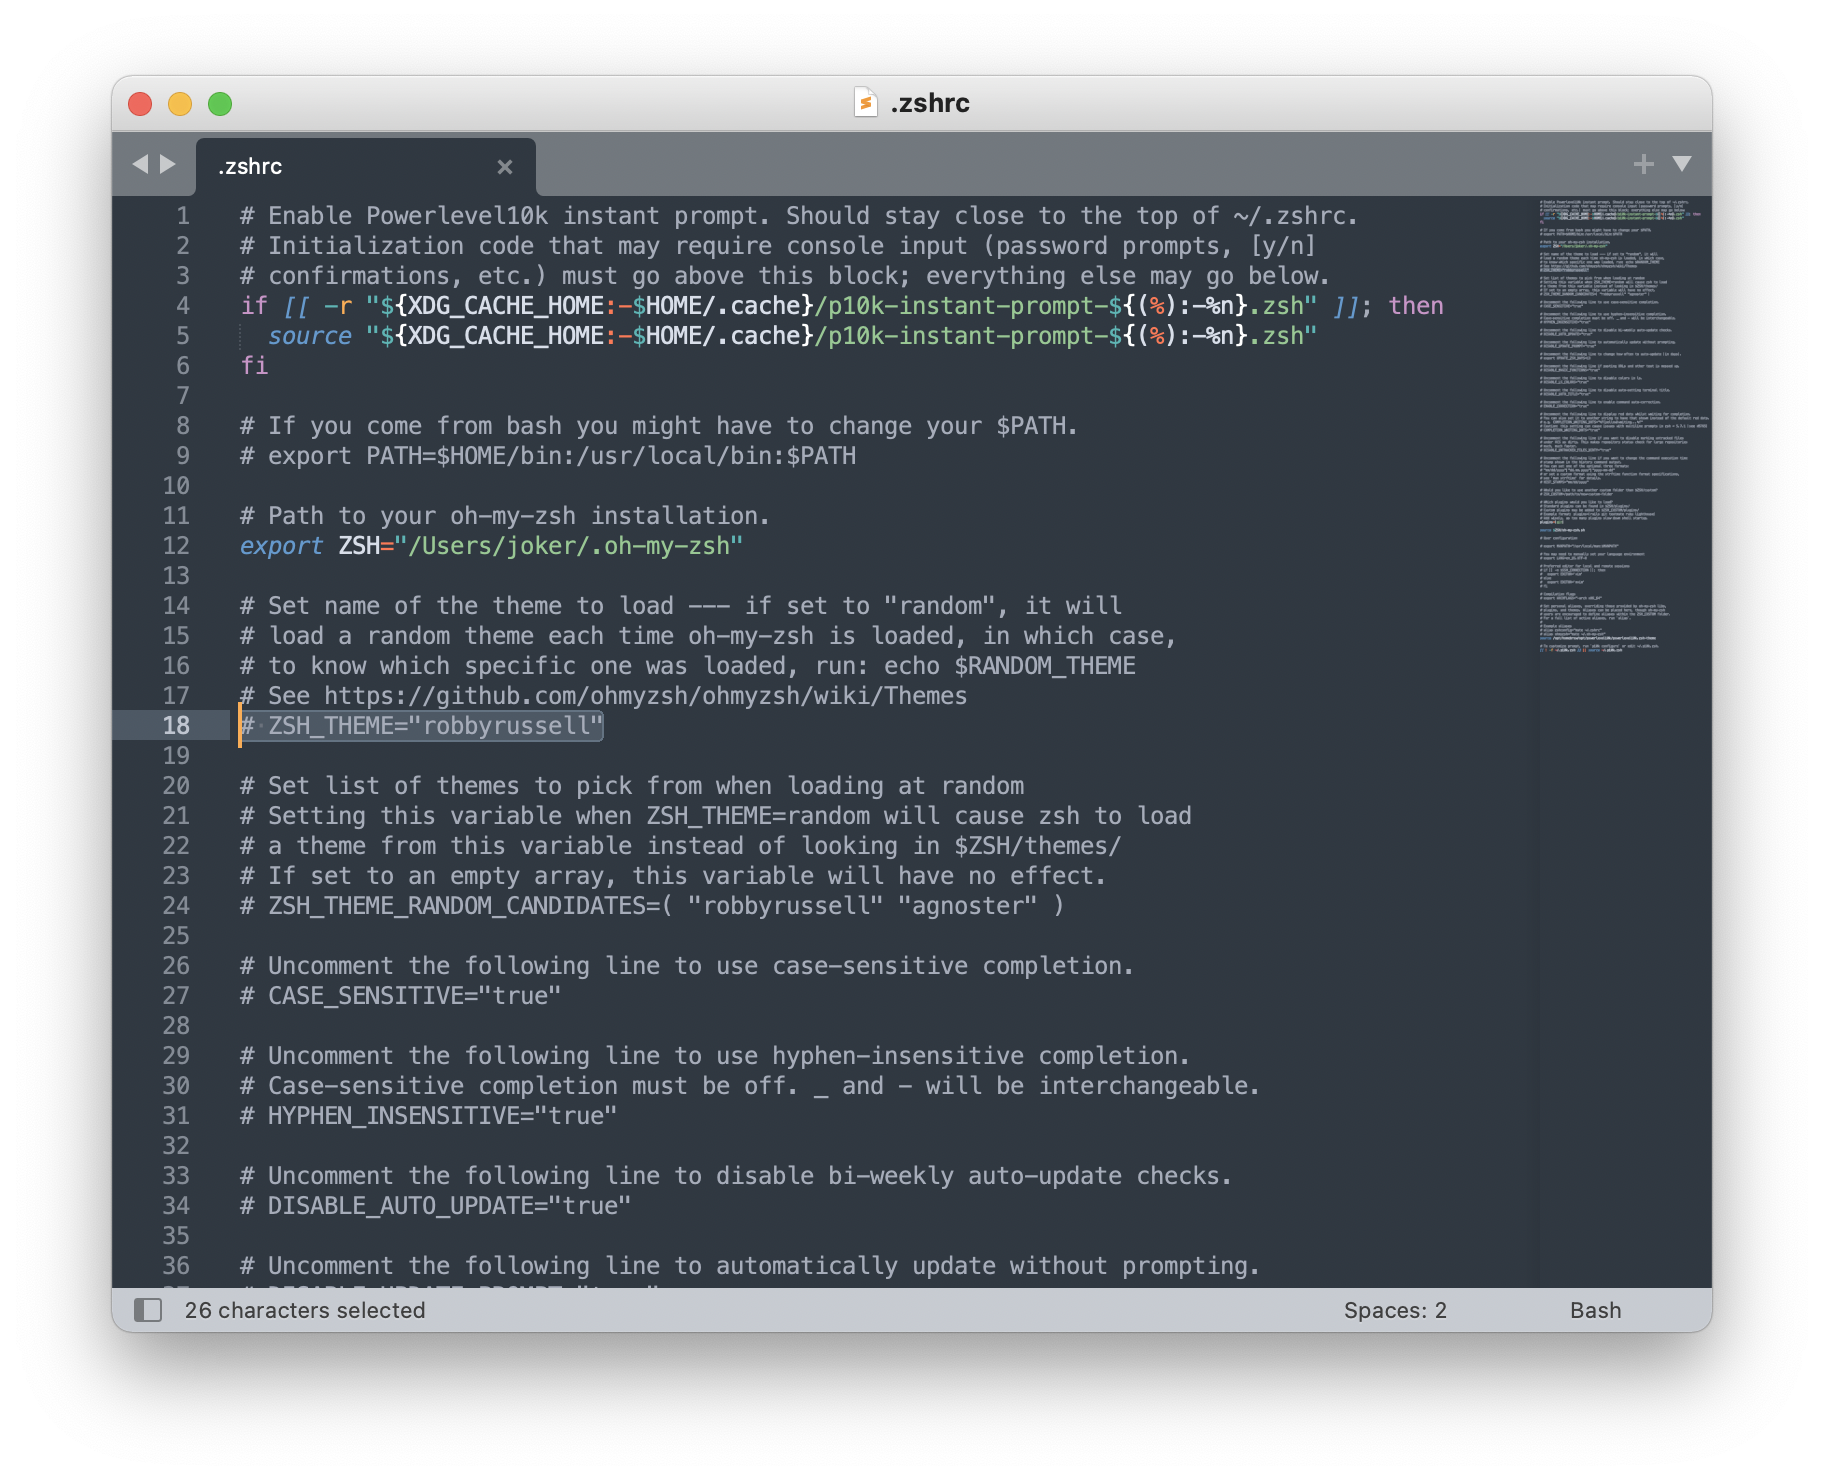 .zshrc
.zshrc
1 # Enable Powerlevel10k instant prompt. Should stay close to the top of ~/.zshrc.
2 # Initialization code that may require console input (password prompts, [y/n]
3 # confirmations, etc.) must go above this block; everything else may go below.
4 if [[ -r "${XDG_CACHE_HOME:-$HOME/.cache}/p10k-instant-prompt-${(%):-%n}.zsh" ]]; then
5   source "${XDG_CACHE_HOME:-$HOME/.cache}/p10k-instant-prompt-${(%):-%n}.zsh"
6 fi
7
8 # If you come from bash you might have to change your $PATH.
9 # export PATH=$HOME/bin:/usr/local/bin:$PATH
10
11 # Path to your oh-my-zsh installation.
12 export ZSH="/Users/joker/.oh-my-zsh"
13
14 # Set name of the theme to load --- if set to "random", it will
15 # load a random theme each time oh-my-zsh is loaded, in which case,
16 # to know which specific one was loaded, run: echo $RANDOM_THEME
17 # See https://github.com/ohmyzsh/ohmyzsh/wiki/Themes
18 # ZSH_THEME="robbyrussell"
19
20 # Set list of themes to pick from when loading at random
21 # Setting this variable when ZSH_THEME=random will cause zsh to load
22 # a theme from this variable instead of looking in $ZSH/themes/
23 # If set to an empty array, this variable will have no effect.
24 # ZSH_THEME_RANDOM_CANDIDATES=( "robbyrussell" "agnoster" )
25
26 # Uncomment the following line to use case-sensitive completion.
27 # CASE_SENSITIVE="true"
28
29 # Uncomment the following line to use hyphen-insensitive completion.
30 # Case-sensitive completion must be off. _ and - will be interchangeable.
31 # HYPHEN_INSENSITIVE="true"
32
33 # Uncomment the following line to disable bi-weekly auto-update checks.
34 # DISABLE_AUTO_UPDATE="true"
35
36 # Uncomment the following line to automatically update without prompting.
26 characters selected
Spaces: 2
Bash